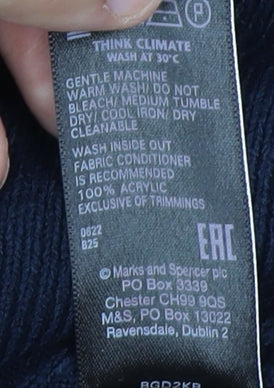 P
THINK CLIMATE
WASH AT 30°C
GENTLE MACHINE
WARM WASH/ DO NOT
BLEACH/ MEDIUM TUMBLE
DRY/ COOL IRON/ DRY
CLEANABLE
WASH INSIDE OUT
FABRIC CONDITIONER
IS RECOMMENDED
100% ACRYLIC
EXCLUSIVE OF TRIMMINGS
0622
B25
EAC
© Marks and Spencer plc
PO Box 3339
Chester CH99 9QS
M&S, PO Box 13022
Ravensdale, Dublin 2